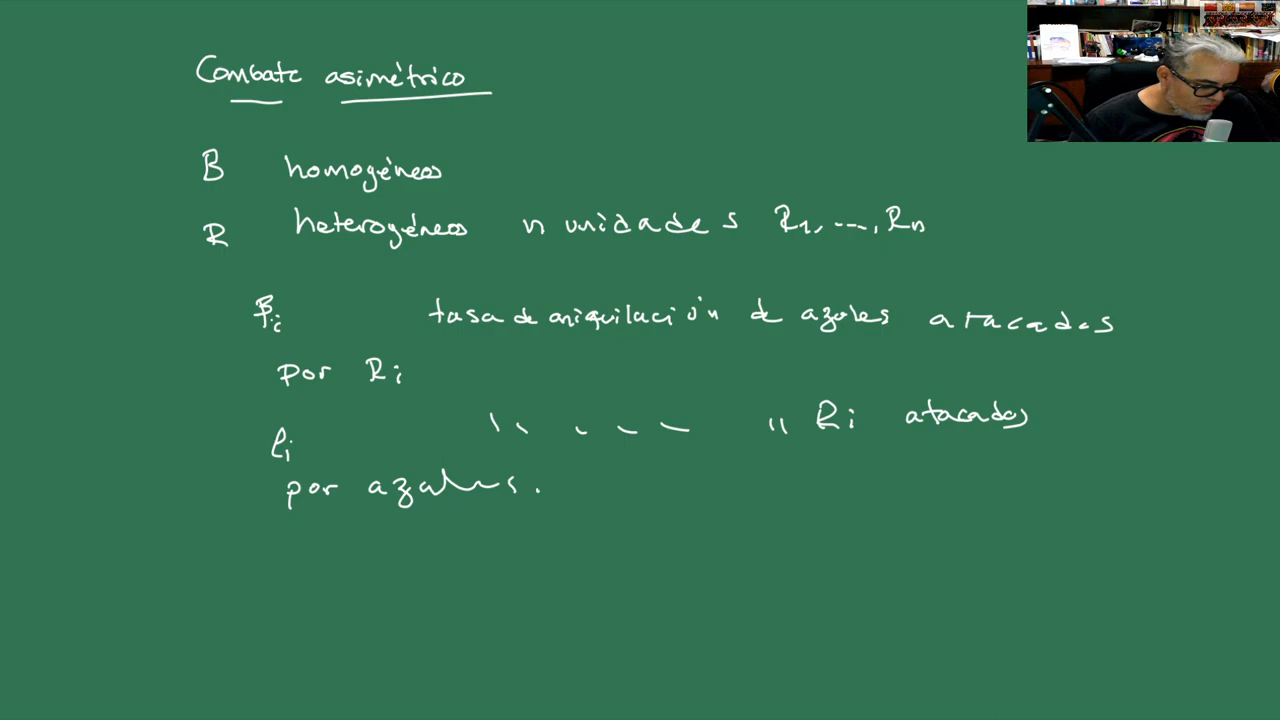 Combate asimétrico
B homogéneos
R heterogéneos n unidades R1, ..., Rn
βi tasa de aniquilación de azules atacados
por Ri
ρi " Ri atacados
por azules.